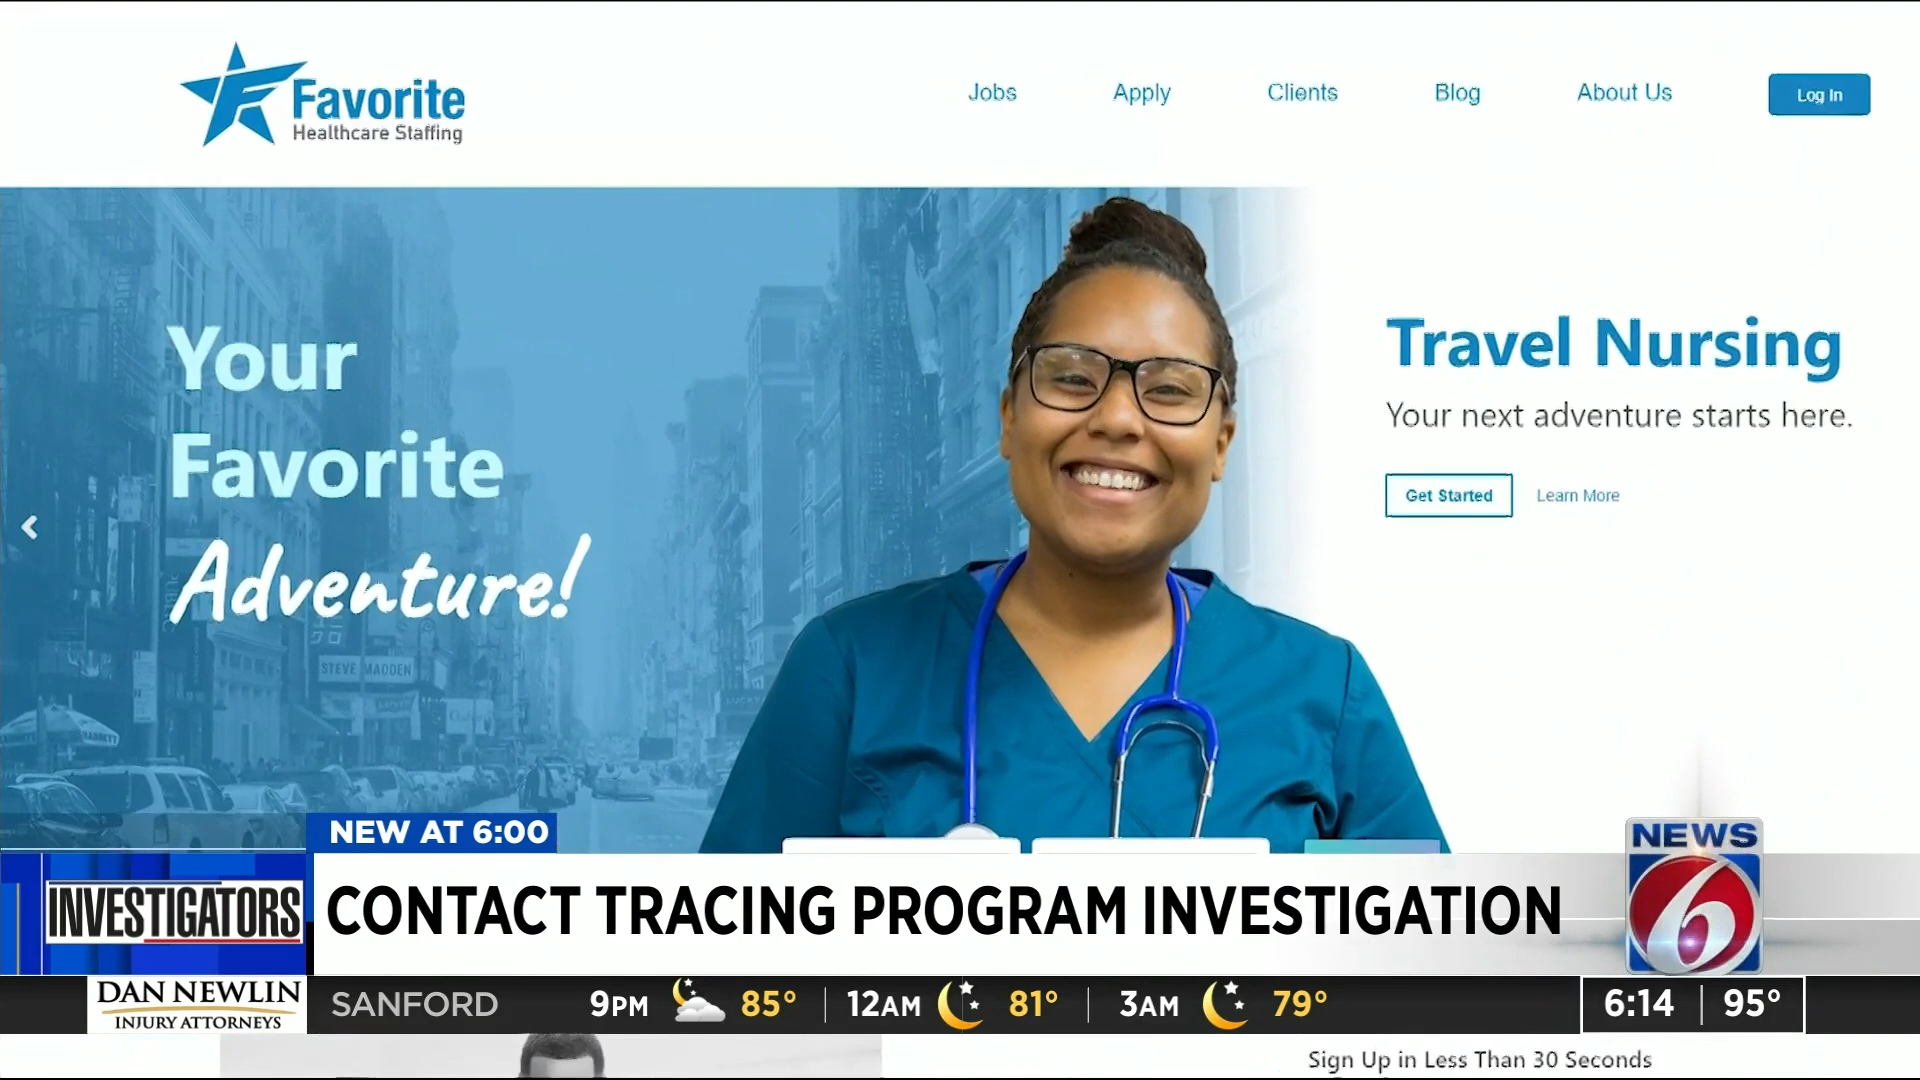 Favorite
Healthcare Staffing
Jobs
Apply
Clients
Blog
About Us
Log In
Your
Favorite
Adventure!
Travel Nursing
Your next adventure starts here.
Get Started
Learn More
STEVE MADDEN
NEW AT 6:00
INVESTIGATORS
CONTACT TRACING PROGRAM INVESTIGATION
NEWS
6
DAN NEWLIN
INJURY ATTORNEYS
SANFORD
9PM
85°
12AM
81°
3AM
79°
6:14
95°
Sign Up in Less Than 30 Seconds